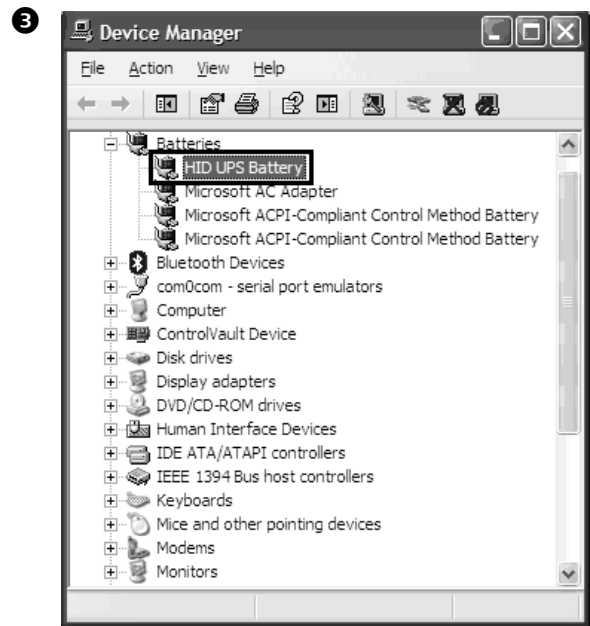 3
Device Manager
File Action View Help
Batteries
HID UPS Battery
Microsoft AC Adapter
Microsoft ACPI-Compliant Control Method Battery
Microsoft ACPI-Compliant Control Method Battery
Bluetooth Devices
com0com - serial port emulators
Computer
ControlVault Device
Disk drives
Display adapters
DVD/CD-ROM drives
Human Interface Devices
IDE ATA/ATAPI controllers
IEEE 1394 Bus host controllers
Keyboards
Mice and other pointing devices
Modems
Monitors